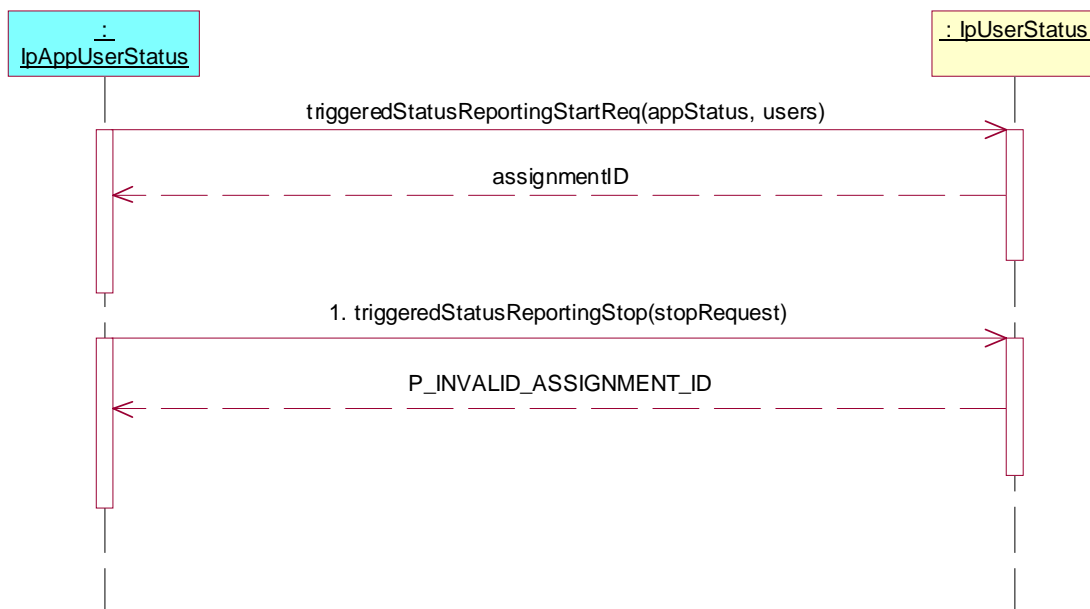 :
IpAppUserStatus
: IpUserStatus
triggeredStatusReportingStartReq(appStatus, users)
assignmentID
1. triggeredStatusReportingStop(stopRequest)
P_INVALID_ASSIGNMENT_ID